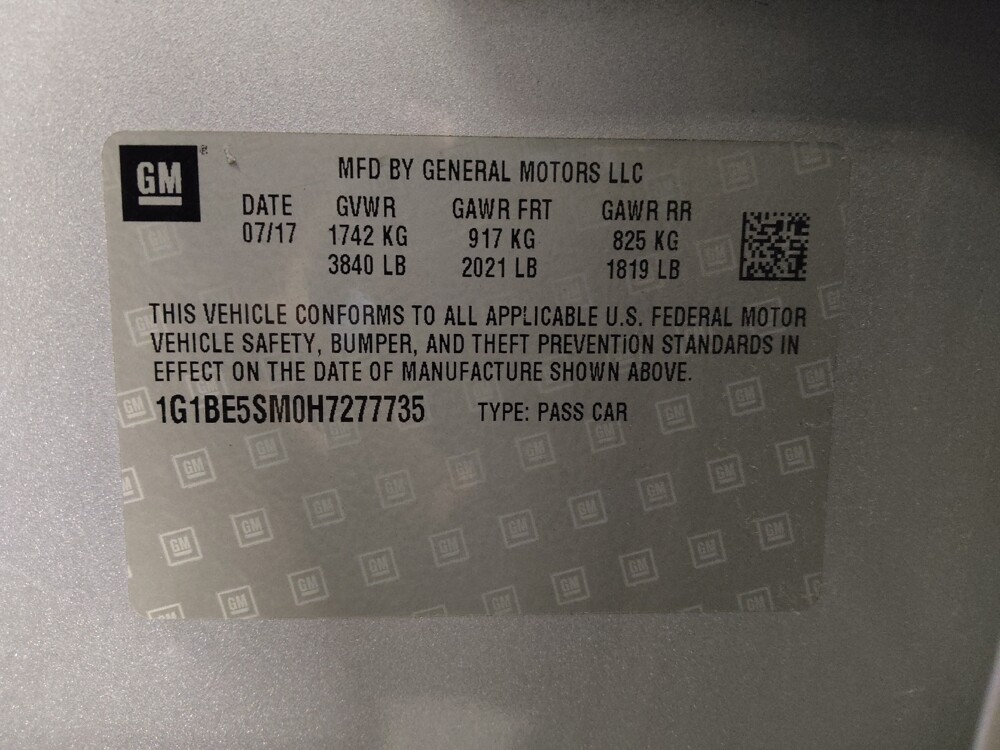 GM
MFD BY GENERAL MOTORS LLC
DATE GVWR GAWR FRT GAWR RR
07/17 1742 KG 917 KG 825 KG
3840 LB 2021 LB 1819 LB
THIS VEHICLE CONFORMS TO ALL APPLICABLE U.S. FEDERAL MOTOR
VEHICLE SAFETY, BUMPER, AND THEFT PREVENTION STANDARDS IN
EFFECT ON THE DATE OF MANUFACTURE SHOWN ABOVE.
1G1BE5SM0H7277735 TYPE: PASS CAR